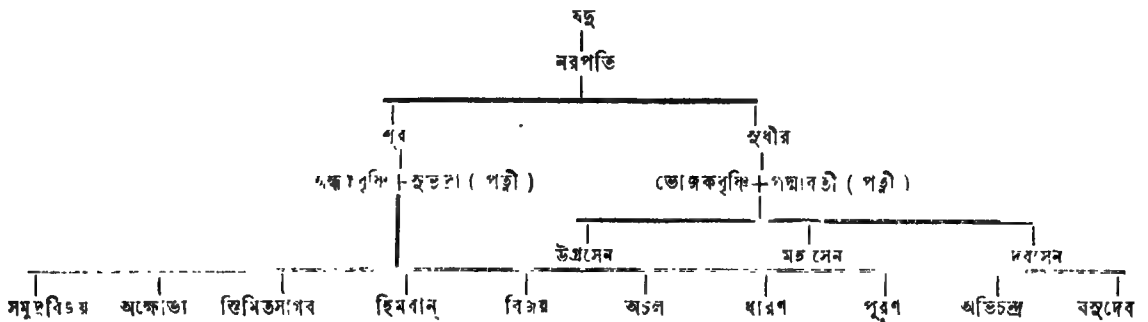 যদু
নরপতি
শূর সুধীর
অন্ধকবৃষ্ণি + সুভদ্রা ( পত্নী ) ভোজকবৃষ্ণি + পদ্মাবতী ( পত্নী )
উগ্রসেন মহাসেন দেবসেন
সমুদ্রবিজয় অক্ষোভ্য স্তিমিতসাগর হিমবান্ বিজয় অচল ধারণ পূরণ অভিচন্দ্র বসুদেব